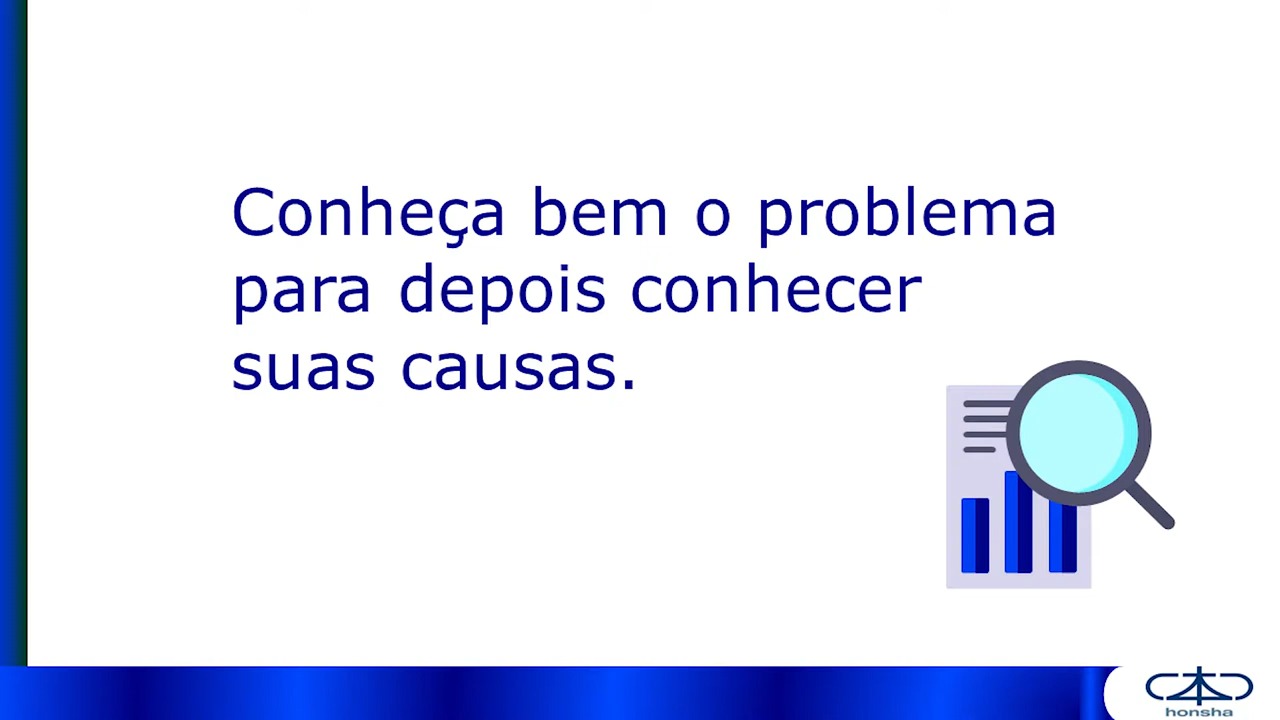 Conheça bem o problema
para depois conhecer
suas causas.
honsha